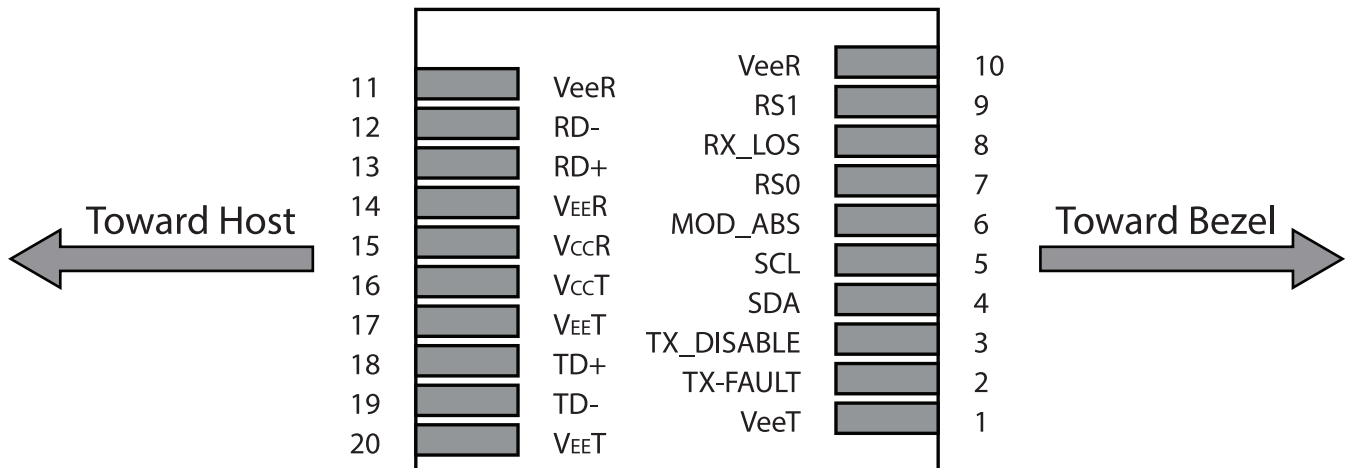 VeeR 10
11 VeeR
RS1 9
12 RD-
RX_LOS 8
13 RD+
RS0 7
14 VEER
MOD_ABS 6
Toward Host
Toward Bezel
15 VccR
SCL 5
16 VccT
SDA 4
17 VEET
TX_DISABLE 3
18 TD+
TX-FAULT 2
19 TD-
VeeT 1
20 VEET